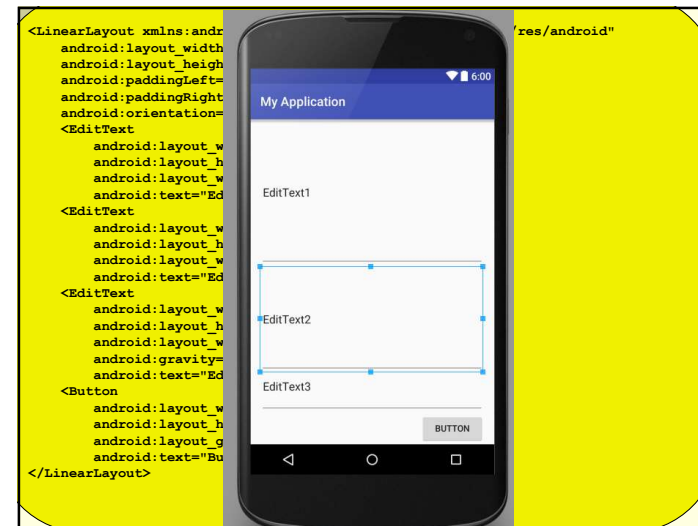 <LinearLayout xmlns:andr
/res/android"
android:layout_width
android:layout_heigh
android:paddingLeft=
android:paddingRight
android:orientation=
<EditText
android:layout_w
android:layout_h
android:layout_w
android:text="Ed
<EditText
android:layout_w
android:layout_h
android:layout_w
android:text="Ed
<EditText
android:layout_w
android:layout_h
android:layout_w
android:gravity=
android:text="Ed
<Button
android:layout_w
android:layout_h
android:layout_g
android:text="Bu
</LinearLayout>
6:00
My Application
EditText1
EditText2
EditText3
BUTTON